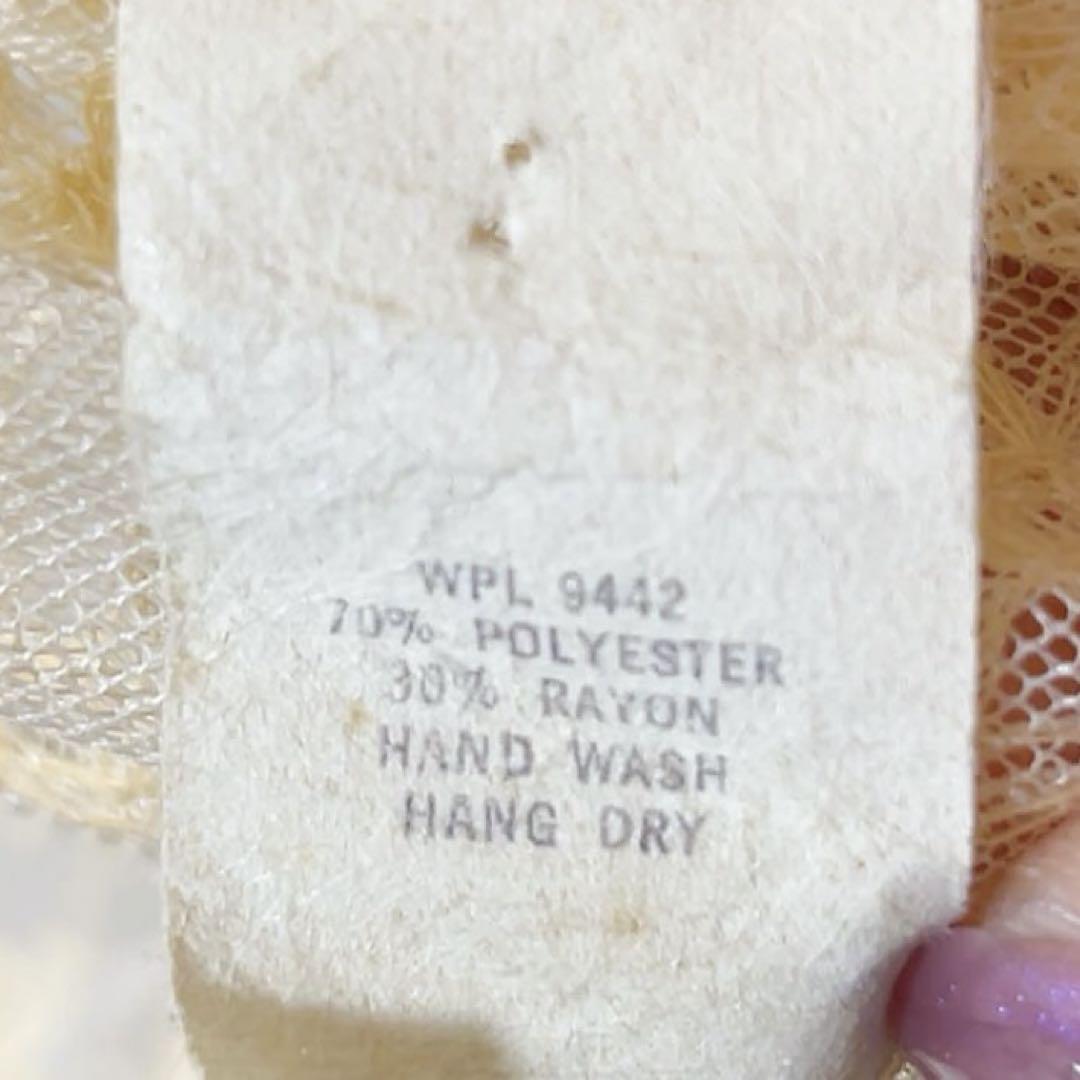 WPL 9442
70% POLYESTER
30% RAYON
HAND WASH
HANG DRY